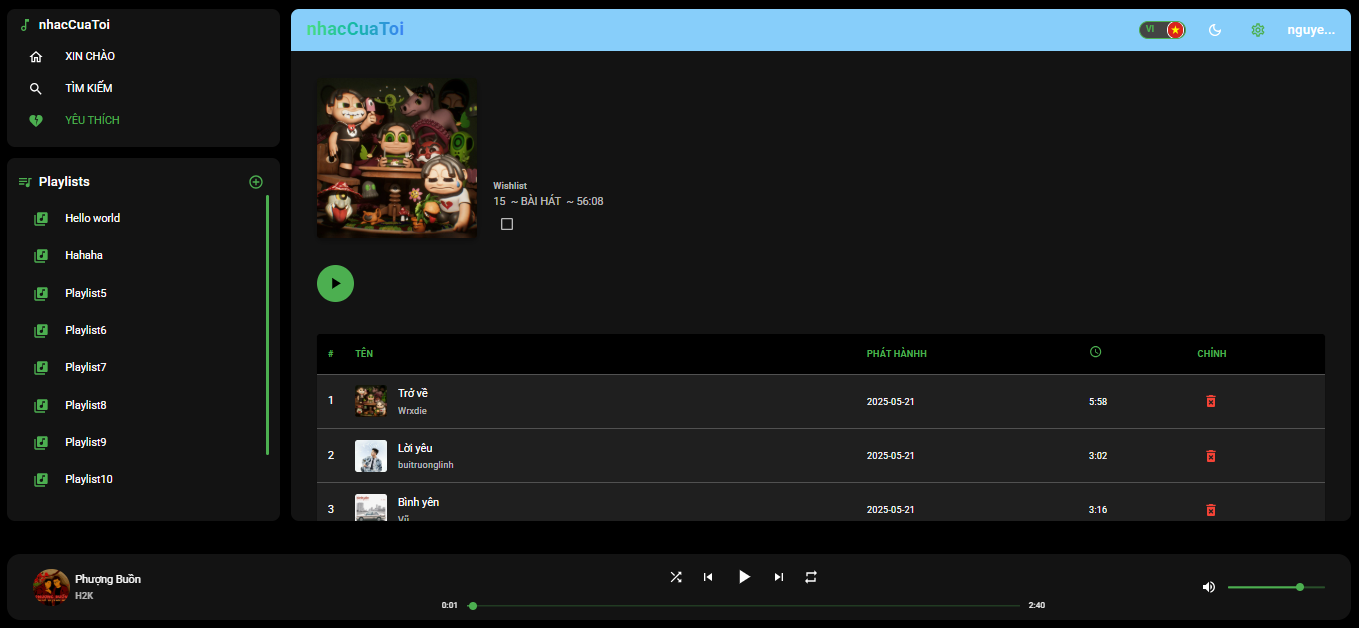 nhacCuaToi
XIN CHÀO
TÌM KIẾM
YÊU THÍCH
Playlists
Hello world
Hahaha
Playlist5
Playlist6
Playlist7
Playlist8
Playlist9
Playlist10
nhacCuaToi
VI
nguye...
Wishlist
15 ~ BÀI HÁT ~ 56:08
# TÊN PHÁT HÀNHH CHỈNH
1 Trở về 2025-05-21 5:58
Wrxdie
2 Lời yêu 2025-05-21 3:02
buitruonglinh
3 Bình yên 2025-05-21 3:16
Vũ
Phượng Buồn
H2K
0:01 2:40